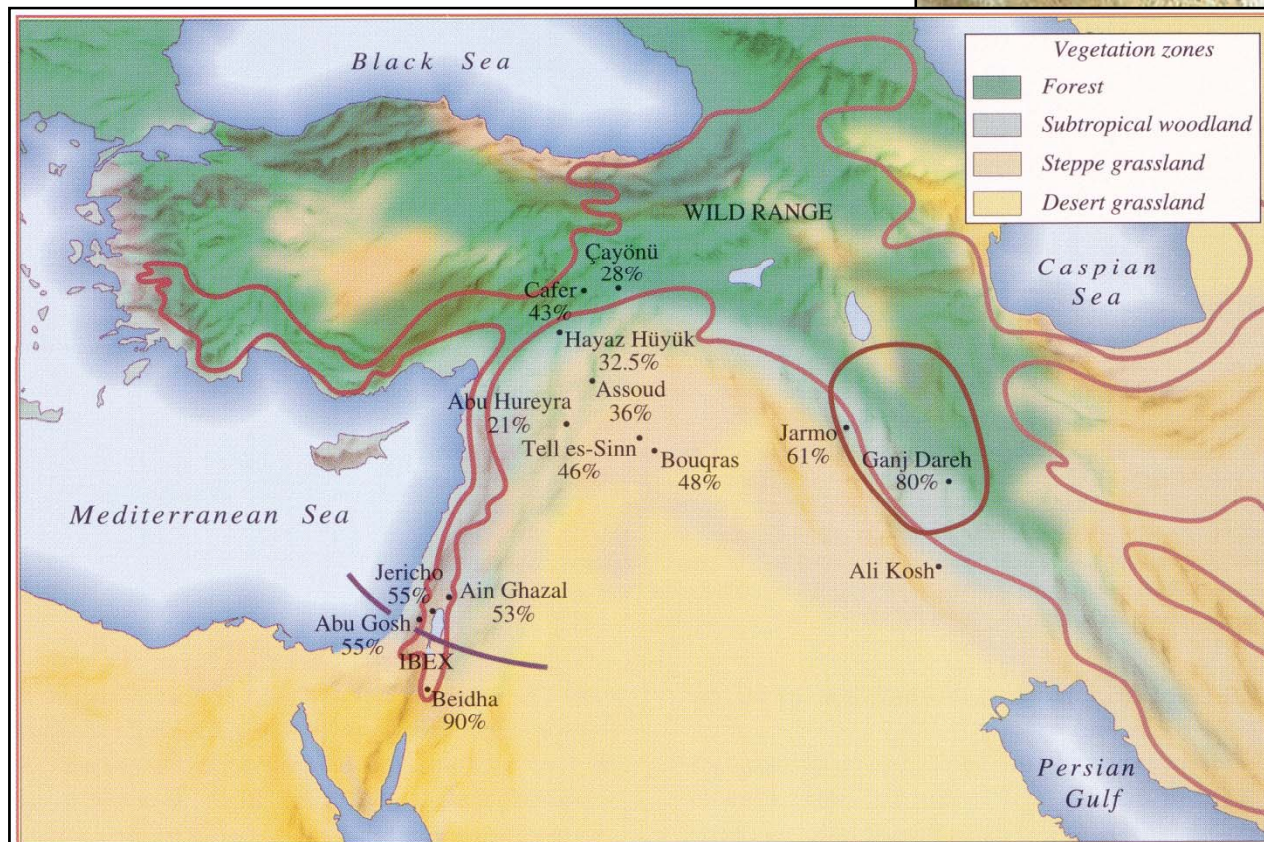 Black Sea
Vegetation zones
Forest
Subtropical woodland
Steppe grassland
Desert grassland
WILD RANGE
Caspian
Sea
Çayönü
28%
Cafer
43%
Hayaz Hüyük
32.5%
Assoud
36%
Abu Hureyra
21%
Tell es-Sinn
46%
Bouqras
48%
Jarmo
61%
Ganj Dareh
80%
Mediterranean Sea
Ali Kosh
Jericho
55%
Ain Ghazal
53%
Abu Gosh
55%
IBEX
Beidha
90%
Persian
Gulf